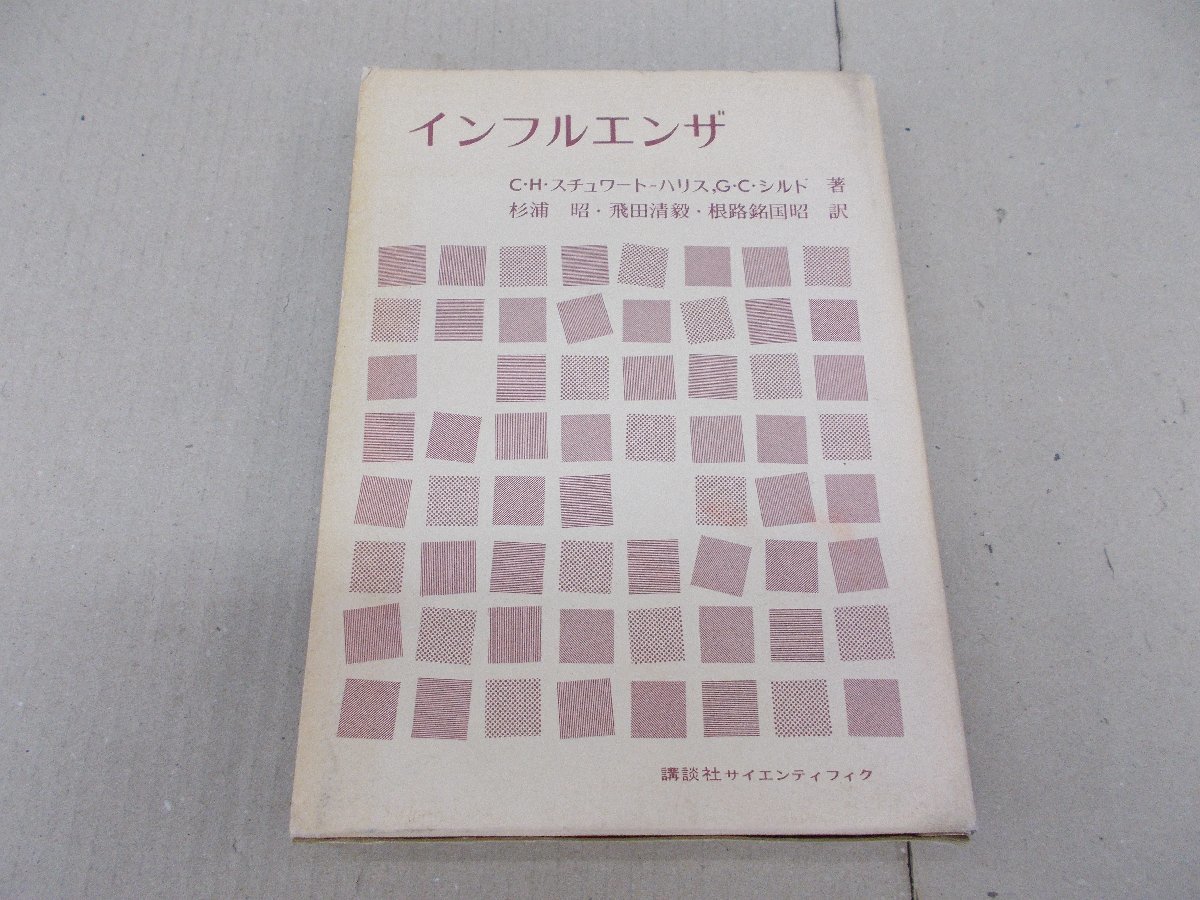 インフルエンザ
C・H・スチュワート-ハリス,G・C・シルド 著
杉浦 昭・飛田清毅・根路銘国昭 訳
講談社サイエンティフィク